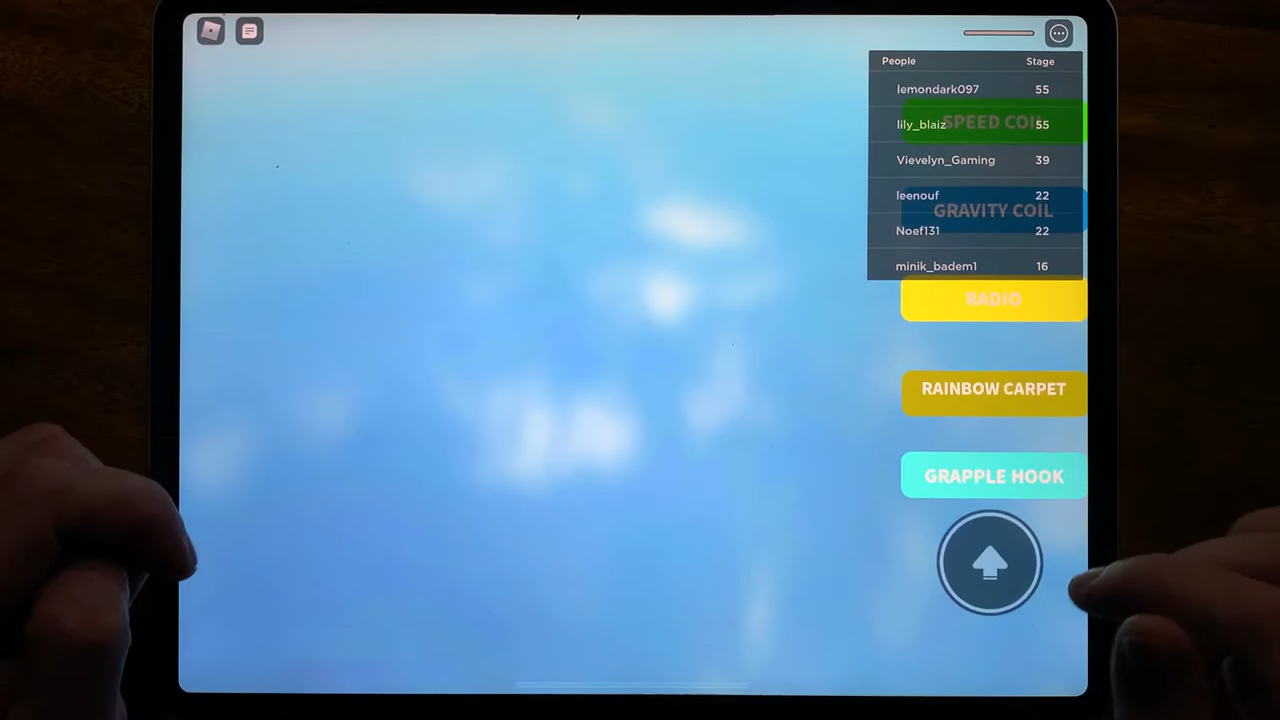 People Stage
lemondark097 55
SPEED COIL
lily_blaiz 55
Vievelyn_Gaming 39
leenouf 22
GRAVITY COIL
Noef131 22
minik_badem1 16
RADIO
RAINBOW CARPET
GRAPPLE HOOK